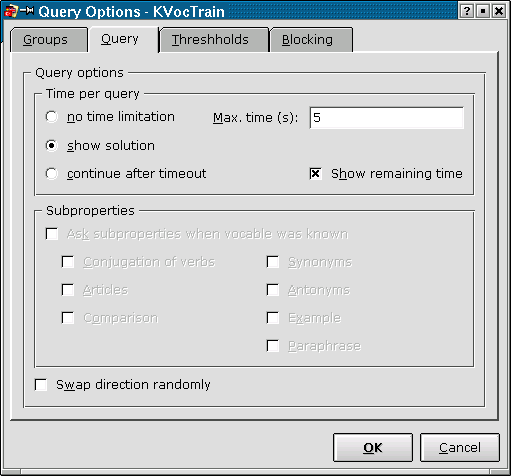 Query Options - KVocTrain
Groups Query Threshholds Blocking
Query options
Time per query
no time limitation Max. time (s): 5
show solution
continue after timeout Show remaining time
Subproperties
Ask subproperties when vocable was known
Conjugation of verbs Synonyms
Articles Antonyms
Comparison Example
Paraphrase
Swap direction randomly
OK Cancel